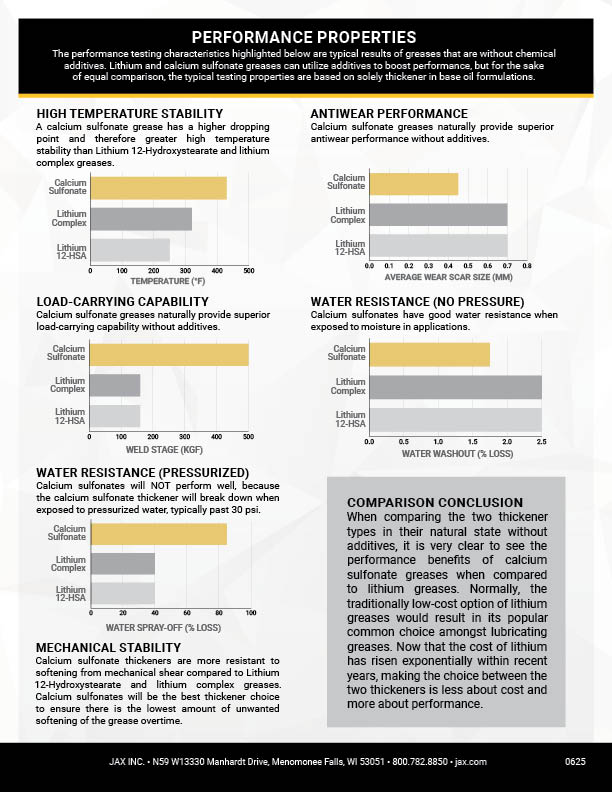 PERFORMANCE PROPERTIES
The performance testing characteristics highlighted below are typical results of greases that are without chemical
additives. Lithium and calcium sulfonate greases can utilize additives to boost performance, but for the sake
of equal comparison, the typical testing properties are based on solely thickener in base oil formulations.
HIGH TEMPERATURE STABILITY
A calcium sulfonate grease has a higher dropping
point and therefore greater high temperature
stability than Lithium 12-Hydroxystearate and lithium
complex greases.
Calcium
Sulfonate
Lithium
Complex
Lithium
12-HSA
0 100 200 300 400 500
TEMPERATURE (°F)
ANTIWEAR PERFORMANCE
Calcium sulfonate greases naturally provide superior
antiwear performance without additives.
Calcium
Sulfonate
Lithium
Complex
Lithium
12-HSA
0.0 0.1 0.2 0.3 0.4 0.5 0.6 0.7 0.8
AVERAGE WEAR SCAR SIZE (MM)
LOAD-CARRYING CAPABILITY
Calcium sulfonate greases naturally provide superior
load-carrying capability without additives.
Calcium
Sulfonate
Lithium
Complex
Lithium
12-HSA
0 100 200 300 400 500
WELD STAGE (KGF)
WATER RESISTANCE (NO PRESSURE)
Calcium sulfonates have good water resistance when
exposed to moisture in applications.
Calcium
Sulfonate
Lithium
Complex
Lithium
12-HSA
0.0 0.5 1.0 1.5 2.0 2.5
WATER WASHOUT (% LOSS)
WATER RESISTANCE (PRESSURIZED)
Calcium sulfonates will NOT perform well, because
the calcium sulfonate thickener will break down when
exposed to pressurized water, typically past 30 psi.
Calcium
Sulfonate
Lithium
Complex
Lithium
12-HSA
0 20 40 60 80 100
WATER SPRAY-OFF (% LOSS)
MECHANICAL STABILITY
Calcium sulfonate thickeners are more resistant to
softening from mechanical shear compared to Lithium
12-Hydroxystearate and lithium complex greases.
Calcium sulfonates will be the best thickener choice
to ensure there is the lowest amount of unwanted
softening of the grease overtime.
COMPARISON CONCLUSION
When comparing the two thickener
types in their natural state without
additives, it is very clear to see the
performance benefits of calcium
sulfonate greases when compared
to lithium greases. Normally, the
traditionally low-cost option of lithium
greases would result in its popular
common choice amongst lubricating
greases. Now that the cost of lithium
has risen exponentially within recent
years, making the choice between the
two thickeners is less about cost and
more about performance.
JAX INC. • N59 W13330 Manhardt Drive, Menomonee Falls, WI 53051 • 800.782.8850 • jax.com
0625